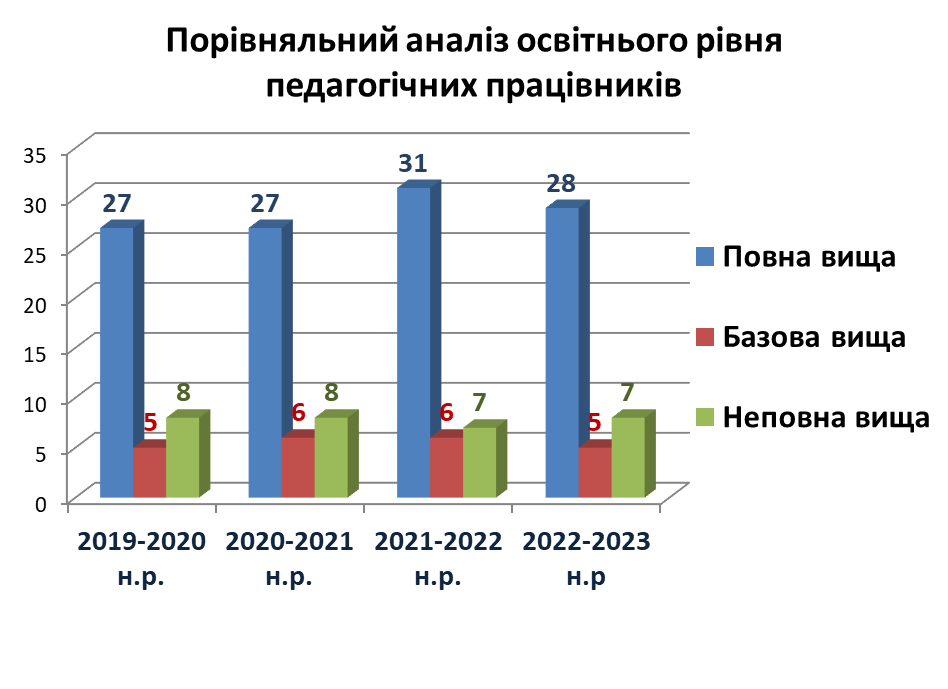 Порівняльний аналіз освітнього рівня
педагогічних працівників
35
30
25
20
15
10
5
0
27
5
8
27
6
8
31
6
7
28
5
7
2019-2020
н.р.
2020-2021
н.р.
2021-2022
н.р.
2022-2023
н.р
Повна вища
Базова вища
Неповна вища